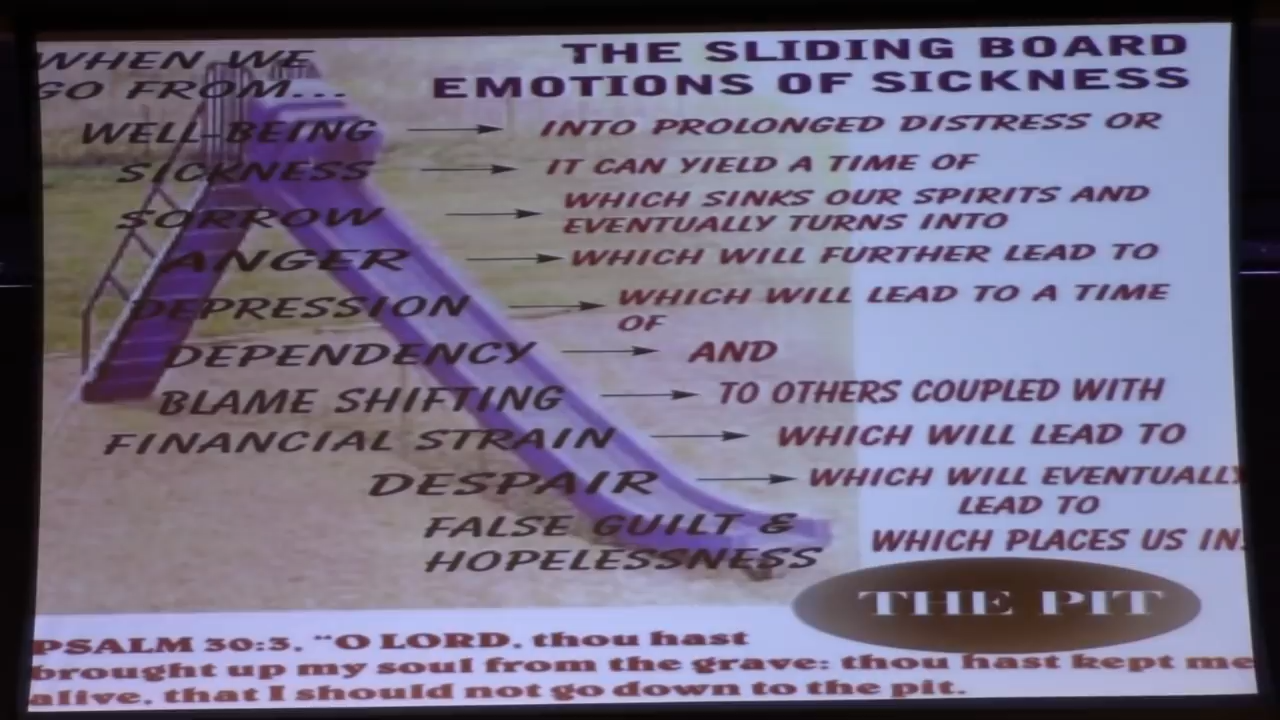 WHEN WE
GO FROM...
THE SLIDING BOARD
EMOTIONS OF SICKNESS
WELL-BEING INTO PROLONGED DISTRESS OR
SICKNESS IT CAN YIELD A TIME OF
SORROW WHICH SINKS OUR SPIRITS AND
EVENTUALLY TURNS INTO
ANGER WHICH WILL FURTHER LEAD TO
DEPRESSION WHICH WILL LEAD TO A TIME
OF
DEPENDENCY AND
BLAME SHIFTING TO OTHERS COUPLED WITH
FINANCIAL STRAIN WHICH WILL LEAD TO
DESPAIR WHICH WILL EVENTUALLY
LEAD TO
FALSE GUILT &
HOPELESSNESS
WHICH PLACES US IN.
THE PIT
PSALM 30:3, "O LORD, thou hast
brought up my soul from the grave: thou hast kept me
alive, that I should not go down to the pit.